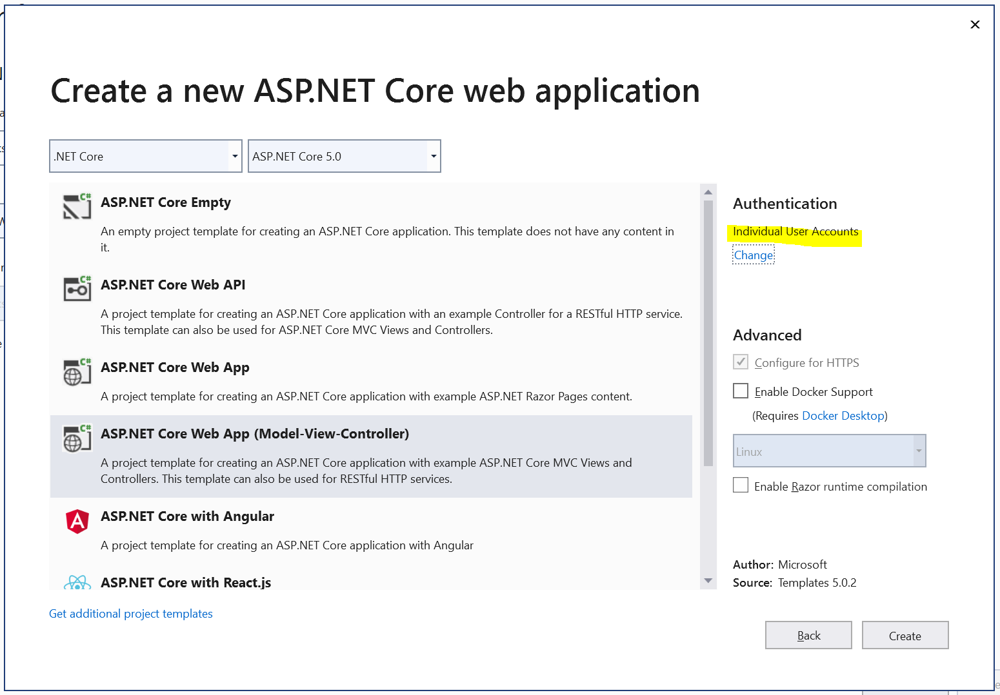 Create a new ASP.NET Core web application
.NET Core
ASP.NET Core 5.0
C#
ASP.NET Core Empty
An empty project template for creating an ASP.NET Core application. This template does not have any content in
it.
C#
ASP.NET Core Web API
A project template for creating an ASP.NET Core application with an example Controller for a RESTful HTTP service.
This template can also be used for ASP.NET Core MVC Views and Controllers.
C#
ASP.NET Core Web App
A project template for creating an ASP.NET Core application with example ASP.NET Razor Pages content.
C#
ASP.NET Core Web App (Model-View-Controller)
A project template for creating an ASP.NET Core application with example ASP.NET Core MVC Views and
Controllers. This template can also be used for RESTful HTTP services.
A
ASP.NET Core with Angular
A project template for creating an ASP.NET Core application with Angular
ASP.NET Core with React.js
Get additional project templates
Authentication
Individual User Accounts
Change
Advanced
Configure for HTTPS
Enable Docker Support
(Requires Docker Desktop)
Linux
Enable Razor runtime compilation
Author: Microsoft
Source: Templates 5.0.2
Back
Create